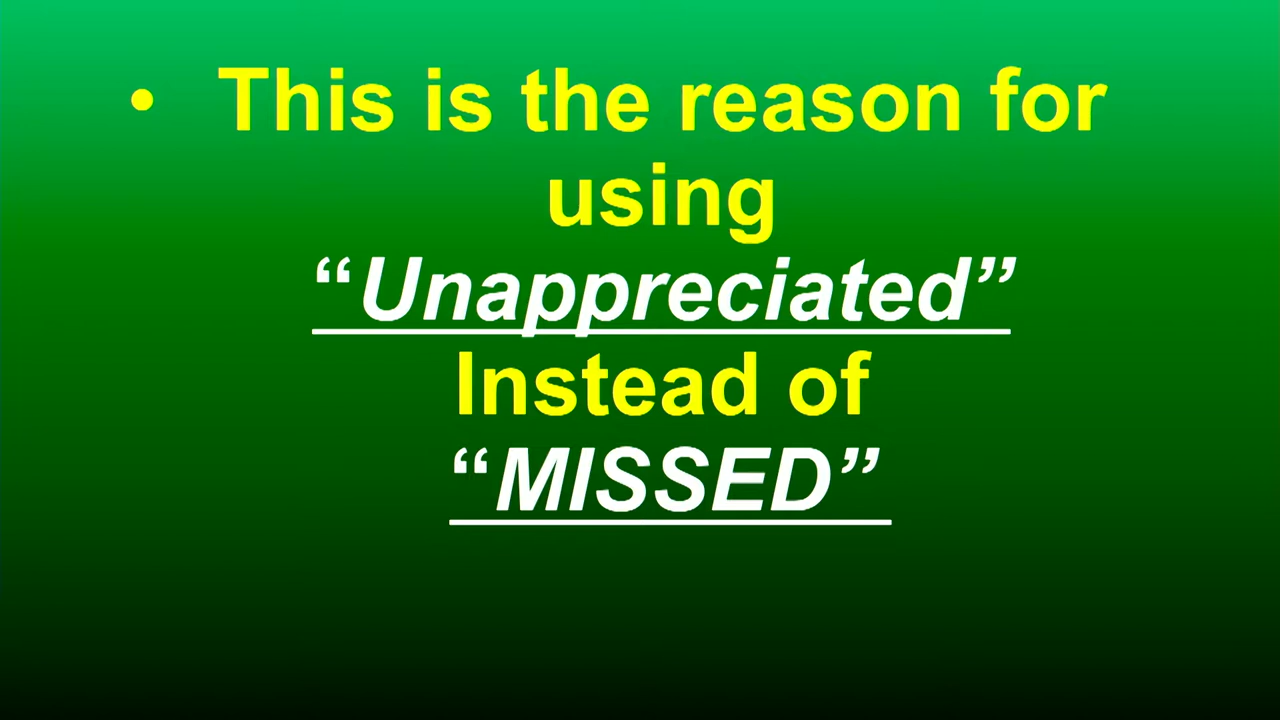 • This is the reason for
using
“Unappreciated”
Instead of
“MISSED”